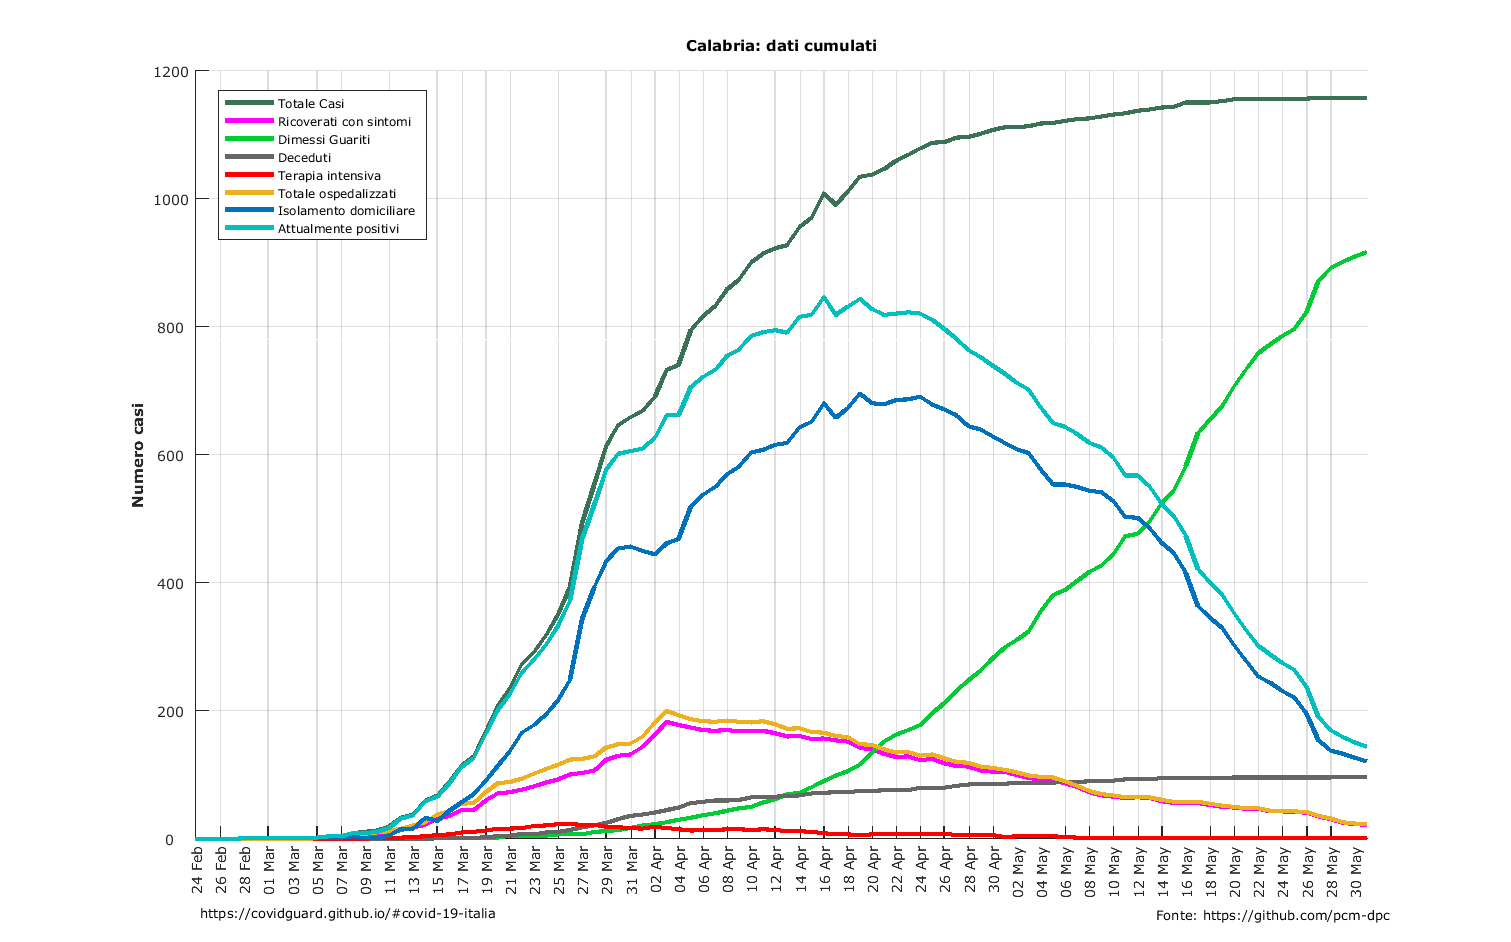 Calabria: dati cumulati
1200
1000
800
600
400
200
0
Numero casi
Totale Casi
Ricoverati con sintomi
Dimessi Guariti
Deceduti
Terapia intensiva
Totale ospedalizzati
Isolamento domiciliare
Attualmente positivi
24 Feb
26 Feb
28 Feb
01 Mar
03 Mar
05 Mar
07 Mar
09 Mar
11 Mar
13 Mar
15 Mar
17 Mar
19 Mar
21 Mar
23 Mar
25 Mar
27 Mar
29 Mar
31 Mar
02 Apr
04 Apr
06 Apr
08 Apr
10 Apr
12 Apr
14 Apr
16 Apr
18 Apr
20 Apr
22 Apr
24 Apr
26 Apr
28 Apr
30 Apr
02 May
04 May
06 May
08 May
10 May
12 May
14 May
16 May
18 May
20 May
22 May
24 May
26 May
28 May
30 May
https://covidguard.github.io/#covid-19-italia
Fonte: https://github.com/pcm-dpc